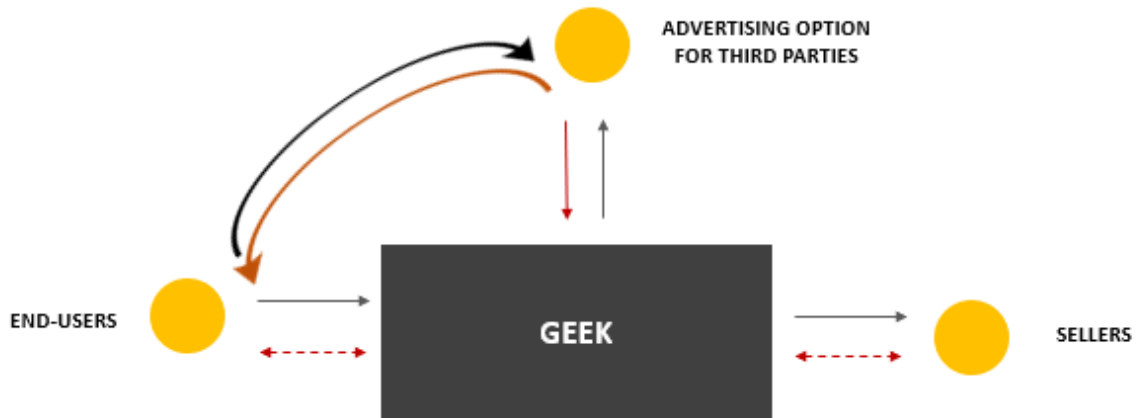 ADVERTISING OPTION
FOR THIRD PARTIES
END-USERS
GEEK
SELLERS